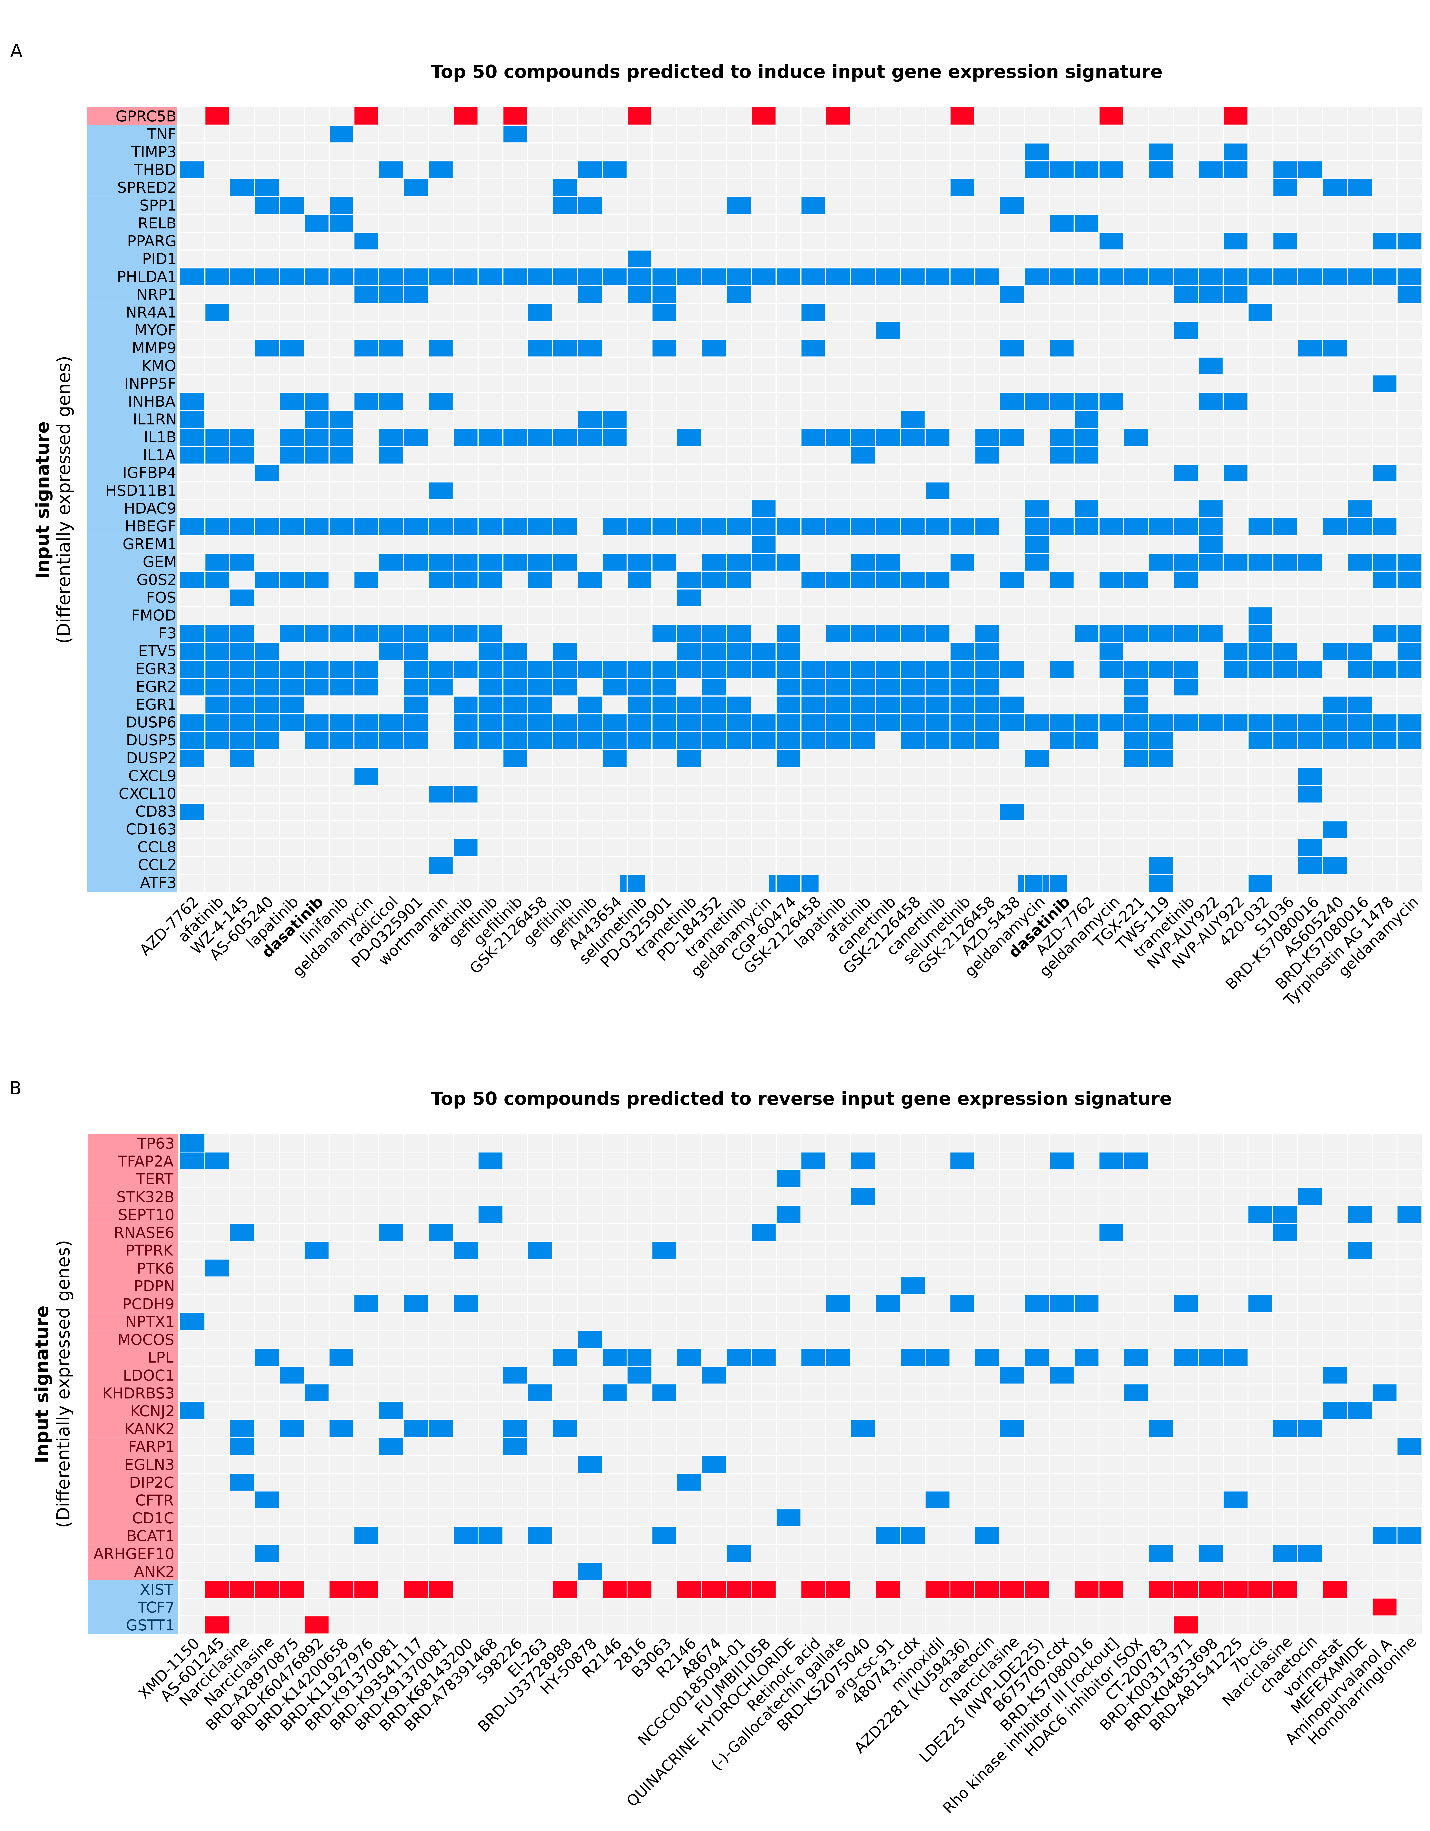 A
Top 50 compounds predicted to induce input gene expression signature
Input signature
(Differentially expressed genes)
GPRC5B
TNF
TIMP3
THBD
SPRED2
SPP1
RELB
PPARG
PID1
PHLDA1
NRP1
NR4A1
MYOF
MMP9
KMO
INPP5F
INHBA
IL1RN
IL1B
IL1A
IGFBP4
HSD11B1
HDAC9
HBEGF
GREM1
GEM
G0S2
FOS
FMOD
F3
ETV5
EGR3
EGR2
EGR1
DUSP6
DUSP5
DUSP2
CXCL9
CXCL10
CD83
CD163
CCL8
CCL2
ATF3
AZD-7762
afatinib
WZ-4-145
AS-605240
lapatinib
dasatinib
linifanib
geldanamycin
radicicol
PD-0325901
wortmannin
afatinib
gefitinib
gefitinib
GSK-2126458
gefitinib
gefitinib
A443654
selumetinib
PD-0325901
trametinib
PD-184352
trametinib
geldanamycin
CGP-60474
GSK-2126458
lapatinib
afatinib
canertinib
GSK-2126458
canertinib
selumetinib
GSK-2126458
AZD-5438
geldanamycin
dasatinib
AZD-7762
geldanamycin
TGX-221
TWS-119
trametinib
NVP-AUY922
NVP-AUY922
420-032
S1036
BRD-K57080016
AS605240
BRD-K57080016
Tyrphostin AG 1478
geldanamycin
B
Top 50 compounds predicted to reverse input gene expression signature
Input signature
(Differentially expressed genes)
TP63
TFAP2A
TERT
STK32B
SEPT10
RNASE6
PTPRK
PTK6
PDPN
PCDH9
NPTX1
MOCOS
LPL
LDOC1
KHDRBS3
KCNJ2
KANK2
FARP1
EGLN3
DIP2C
CFTR
CD1C
BCAT1
ARHGEF10
ANK2
XIST
TCF7
GSTT1
XMD-1150
AS-601245
Narciclasine
Narciclasine
BRD-A28970875
BRD-K60476892
BRD-K14200658
BRD-K11927976
BRD-K91370081
BRD-K93541117
BRD-K91370081
BRD-K68143200
BRD-A78391468
598226
EI-263
BRD-U33728988
HY-50878
R2146
2816
B3063
R2146
A8674
NCGC00185094-01
FU JMBII105B
QUINACRINE HYDROCHLORIDE
Retinoic acid
(-)-Gallocatechin gallate
BRD-K52075040
arg-csc-91
480743.cdx
minoxidil
AZD2281 (KU59436)
chaetocin
Narciclasine
LDE225 (NVP-LDE225)
B675700.cdx
BRD-K57080016
Rho kinase inhibitor III [rockout]
HDAC6 inhibitor ISOX
CT-200783
BRD-K00317371
BRD-K04853698
BRD-A81541225
7b-cis
Narciclasine
chaetocin
vorinostat
MEFEXAMIDE
Aminopurvalanol A
Homoharringtonine